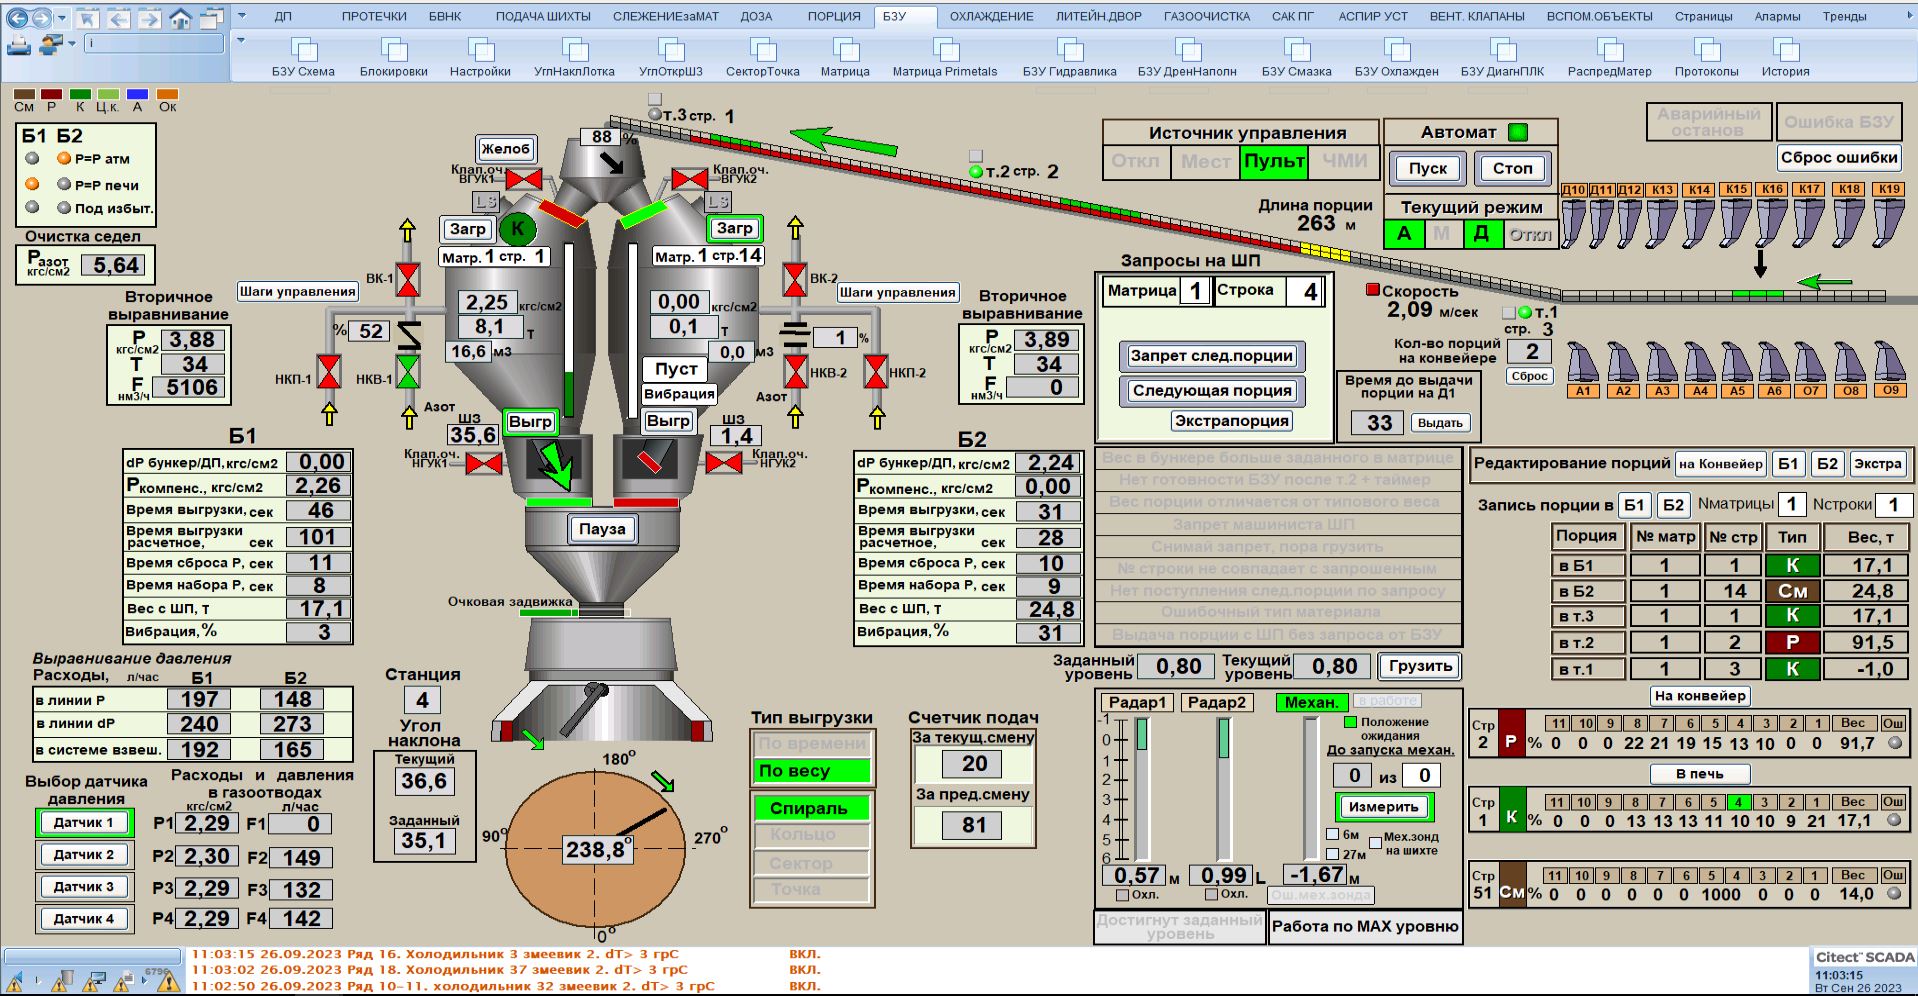 ДП ПРОТЕЧКИ БВНК ПОДАЧА ШИХТЫ СЛЕЖЕНИЕзаМАТ ДОЗА ПОРЦИЯ БЗУ ОХЛАЖДЕНИЕ ЛИТЕЙН.ДВОР ГАЗООЧИСТКА САК ПГ АСПИР УСТ ВЕНТ. КЛАПАНЫ ВСПОМ.ОБЪЕКТЫ Страницы Алармы Тренды
i
БЗУ Схема Блокировки Настройки УглНаклЛотка УглОткрШЗ СекторТочка Матрица Матрица Primetals БЗУ Гидравлика БЗУ ДренНаполн БЗУ Смазка БЗУ Охлажден БЗУ ДиагнПЛК РаспредМатер Протоколы История
См Р К Ц.к. А Ок
Б1 Б2
Р=Р атм
Р=Р печи
Под избыт.
Очистка седел
Разот кгс/см2 5,64
Вторичное выравнивание
Р кгс/см2 3,88
Т 34
F нм3/ч 5106
Шаги управления
% 52
ВК-1
НКП-1 НКВ-1
Азот
Желоб
88 %
Клап.оч. ВГУК1
Клап.оч. ВГУК2
LS LS
Загр К Загр
Матр. 1 стр. 1
Матр. 1 стр. 14
2,25 кгс/см2
8,1 т
16,6 м3
0,00 кгс/см2
0,1 т
0,0 м3
Пуст
Вибрация
Выгр Выгр
ШЗ 35,6
ШЗ 1,4
Клап.оч. НГУК1
Клап.оч. НГУК2
Пауза
Очковая задвижка
ВК-2
Шаги управления
1 %
НКВ-2 НКП-2
Азот
Вторичное выравнивание
Р кгс/см2 3,89
Т 34
F нм3/ч 0
Б1
dP бункер/ДП, кгс/см2 0,00
Ркомпенс., кгс/см2 2,26
Время выгрузки, сек 46
Время выгрузки расчетное, сек 101
Время сброса Р, сек 11
Время набора Р, сек 8
Вес с ШП, т 17,1
Вибрация,% 3
Б2
dP бункер/ДП, кгс/см2 2,24
Ркомпенс., кгс/см2 0,00
Время выгрузки, сек 31
Время выгрузки расчетное, сек 28
Время сброса Р, сек 10
Время набора Р, сек 9
Вес с ШП, т 24,8
Вибрация,% 31
Выравнивание давления
Расходы, л/час Б1 Б2
в линии Р 197 148
в линии dP 240 273
в системе взвеш. 192 165
Выбор датчика давления
Датчик 1
Датчик 2
Датчик 3
Датчик 4
Расходы и давления в газоотводах
кгс/см2 л/час
Р1 2,29 F1 0
Р2 2,30 F2 149
Р3 2,29 F3 132
Р4 2,29 F4 142
Станция
4
Угол наклона
Текущий
36,6
Заданный
35,1
180°
90° 238,8° 270°
0°
Тип выгрузки
По времени
По весу
Спираль
Кольцо
Сектор
Точка
Счетчик подач
За текущ.смену
20
За пред.смену
81
т.3 стр. 1
т.2 стр. 2
Источник управления
Откл Мест Пульт ЧМИ
Автомат
Пуск Стоп
Текущий режим
А М Д Откл
Длина порции
263 м
Запросы на ШП
Матрица 1 Строка 4
Запрет след.порции
Следующая порция
Экстрапорция
Скорость
2,09 м/сек
т.1
стр. 3
Кол-во порций на конвейере 2
Сброс
Время до выдачи порции на Д1
33 Выдать
Аварийный останов
Ошибка БЗУ
Сброс ошибки
Д10 Д11 Д12 К13 К14 К15 К16 К17 К18 К19
А1 А2 А3 А4 А5 А6 О7 О8 О9
Вес в бункере больше заданного в матрице
Нет готовности БЗУ после т.2 + таймер
Вес порции отличается от типового веса
Запрет машиниста ШП
Снимай запрет, пора грузить
№ строки не совпадает с запрошенным
Нет поступления след.порции по запросу
Ошибочный тип материала
Выдача порции с ШП без запроса от БЗУ
Заданный уровень 0,80 Текущий уровень 0,80 Грузить
Радар1 Радар2 Механ. в работе
-1
0
1
2
3
4
5
6
Положение ожидания
До запуска механ.
0 из 0
Измерить
6м
27м
Мех.зонд на шихте
0,57 м 0,99 L -1,67 м
Охл. Охл. Ош.мех.зонда
Достигнут заданный уровень
Работа по МАХ уровню
Редактирование порций на Конвейер Б1 Б2 Экстра
Запись порции в Б1 Б2 Nматрицы 1 Nстроки 1
Порция № матр № стр Тип Вес, т
в Б1 1 1 К 17,1
в Б2 1 14 См 24,8
в т.3 1 1 К 17,1
в т.2 1 2 Р 91,5
в т.1 1 3 К -1,0
На конвейер
Стр 2 Р 11 10 9 8 7 6 5 4 3 2 1 Вес Ош
% 0 0 0 22 21 19 15 13 10 0 0 91,7
В печь
Стр 1 К 11 10 9 8 7 6 5 4 3 2 1 Вес Ош
% 0 0 0 13 13 13 11 10 10 9 21 17,1
Стр 51 См 11 10 9 8 7 6 5 4 3 2 1 Вес Ош
% 0 0 0 0 0 0 1000 0 0 0 14,0
6796
11:03:15 26.09.2023 Ряд 16. Холодильник 3 змеевик 2. dT> 3 грС ВКЛ.
11:03:02 26.09.2023 Ряд 18. Холодильник 37 змеевик 2. dT> 3 грС ВКЛ.
11:02:50 26.09.2023 Ряд 10-11. холодильник 32 змеевик 2. dT> 3 грС ВКЛ.
Citect SCADA
11:03:15
Вт Сен 26 2023